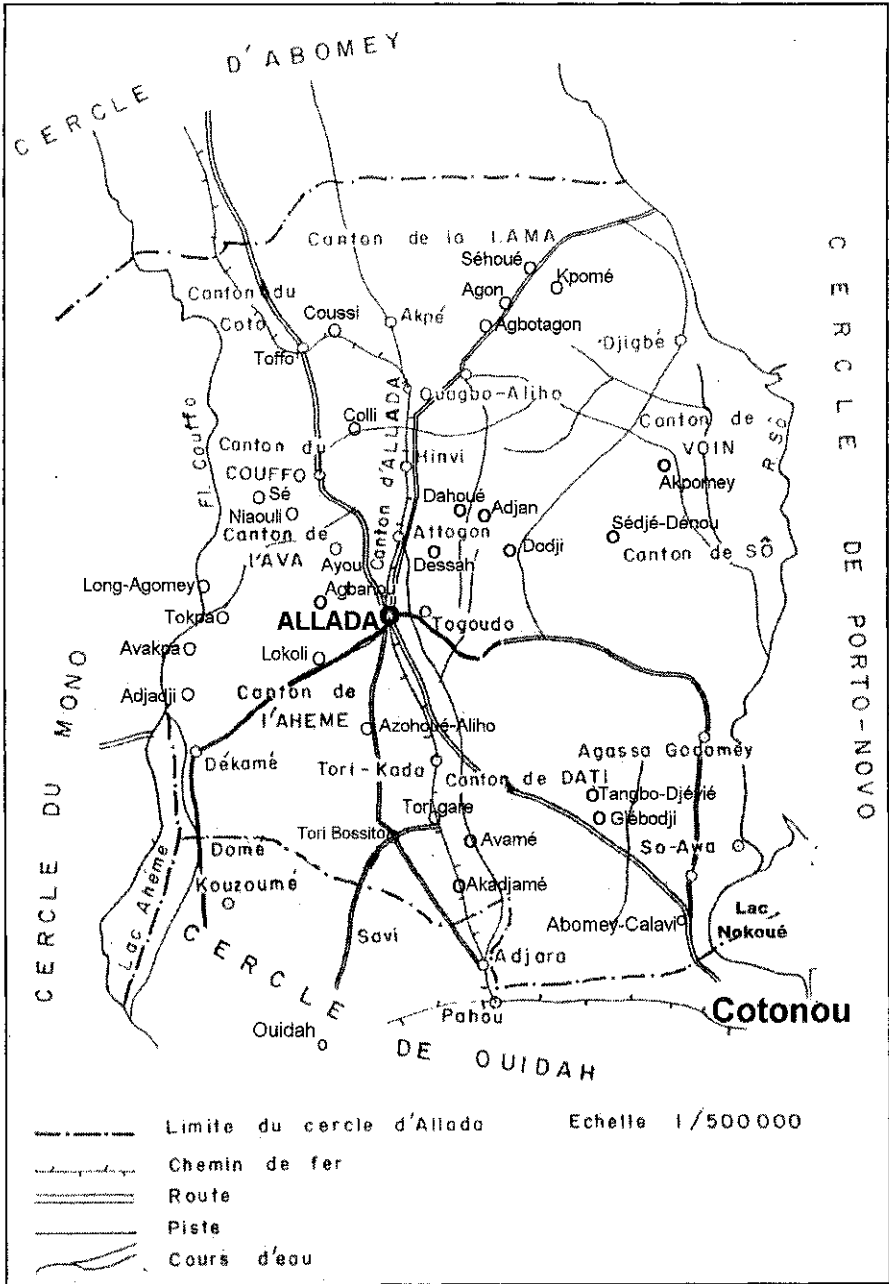 CERCLE D'ABOMEY
Canton de la LAMA
Séhoué
Kpomé
Agon
Canton du
Coto
Coussi
Akpé
Agbotagon
Toffo
Djigbé
CERCLE DE PORTO-NOVO
Ouagbo-Aliho
Fl. Couffo
Colli
Canton d'ALLADA
Canton de
VOIN
R Sô
Canton du
COUFFO
Hinvi
Akpomey
Sé
Dahoué
Niaouli
Adjan
Canton de
l'AVA
Attogon
Sédjé-Dénou
Ayou
Dessah
Dodji
Canton de SÔ
Long-Agomey
Agbanou
Tokpa
ALLADA
Togoudo
Avakpa
Lokoli
CERCLE DU MONO
Adjadji
Canton de
l'AHEME
Azohoué-Aliho
Dékamé
Tori-Kada
Agassa Godomey
Canton de DATI
Tangbo-Djévié
Tori gare
Glébodji
Tori Bossito
Avamé
So-Awa
Domè
Kouzoumé
Akadjamé
Lac Ahémé
Abomey-Calavi
Lac
Nokoué
Savi
Adjara
Pahou
Cotonou
Ouidah
CERCLE DE OUIDAH
Limite du cercle d'Allada
Echelle 1/500000
Chemin de fer
Route
Piste
Cours d'eau